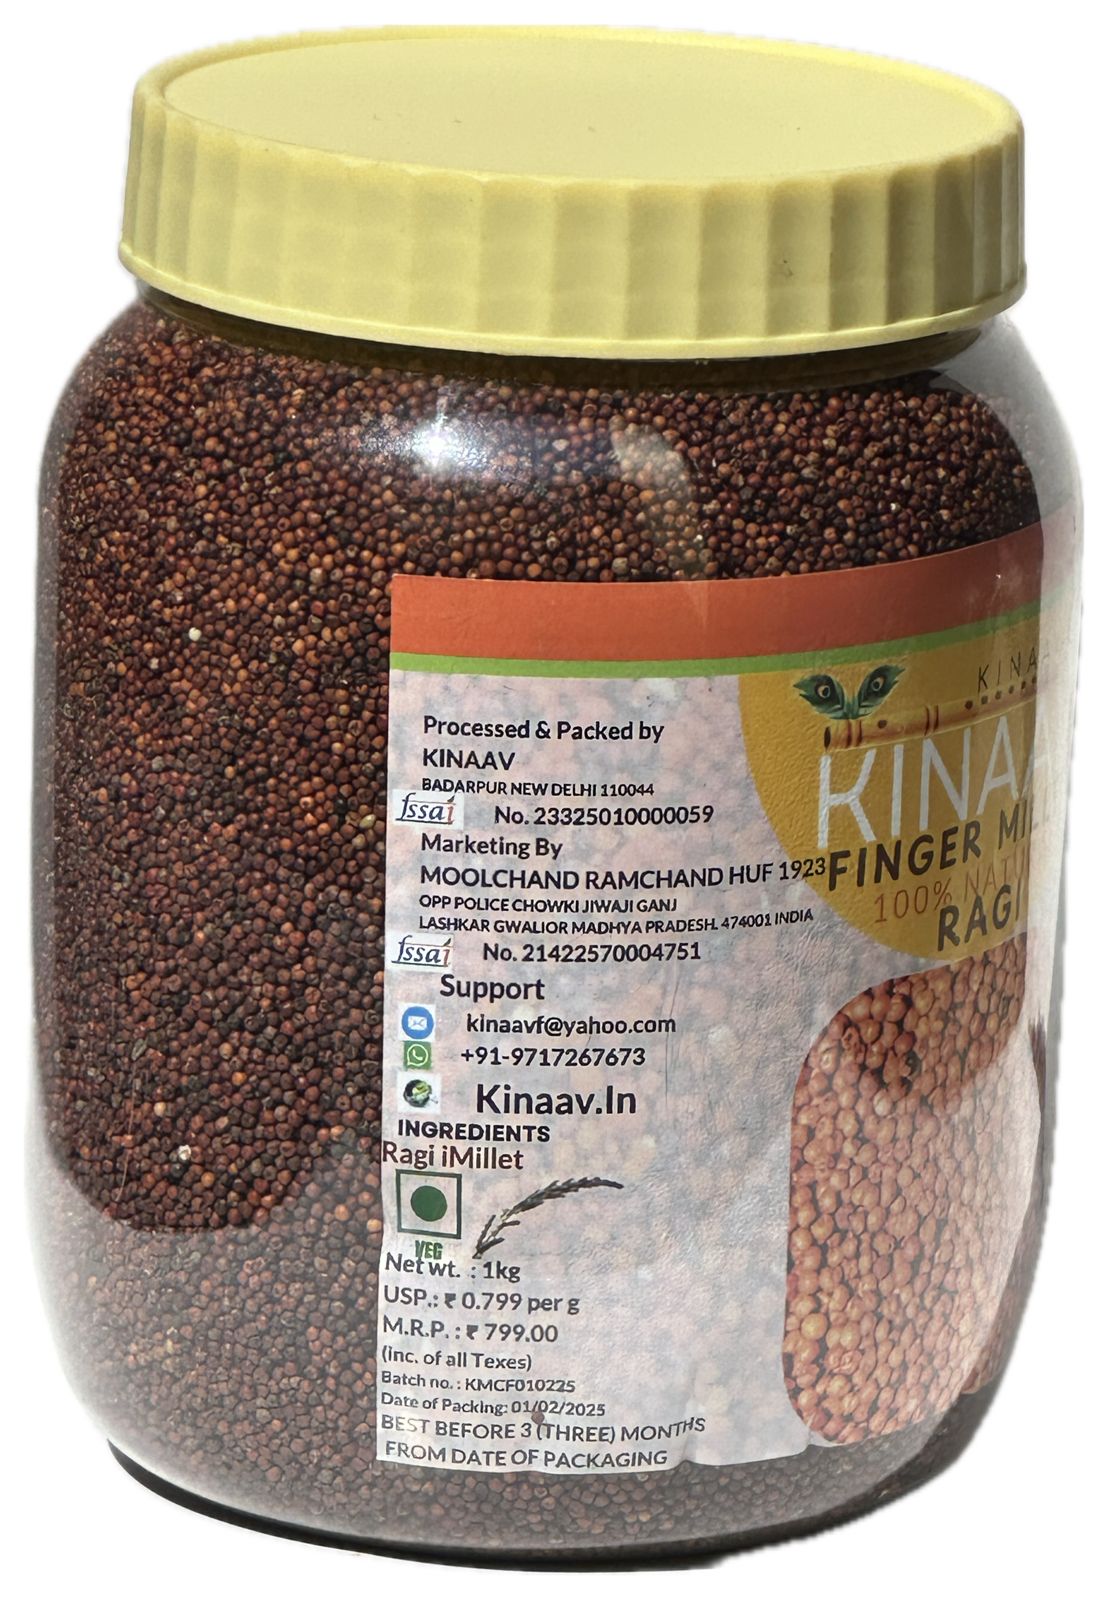 Processed & Packed by
KINAAV
BADARPUR NEW DELHI 110044
fssai No. 23325010000059
Marketing By
MOOLCHAND RAMCHAND HUF 1923
OPP POLICE CHOWKI JIWAJI GANJ
LASHKAR GWALIOR MADHYA PRADESH. 474001 INDIA
fssai No. 21422570004751
Support
kinaavf@yahoo.com
+91-9717267673
Kinaav.In
INGREDIENTS
Ragi iMillet
VEG
Net wt. : 1kg
USP.: ₹ 0.799 per g
M.R.P. : ₹ 799.00
(Inc. of all Texes)
Batch no. : KMCF010225
Date of Packing: 01/02/2025
BEST BEFORE 3 (THREE) MONTHS
FROM DATE OF PACKAGING
FINGER
100%
RAGI